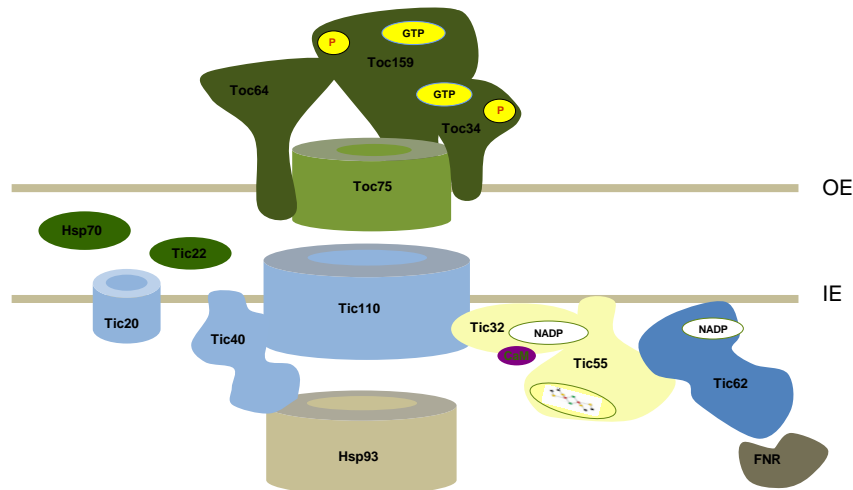 GTP
P
Toc159
Toc64
GTP
P
Toc34
Toc75
OE
Hsp70
Tic22
IE
Tic110
Tic20
Tic32
NADP
NADP
Tic40
CaM
Tic55
Tic62
Hsp93
FNR